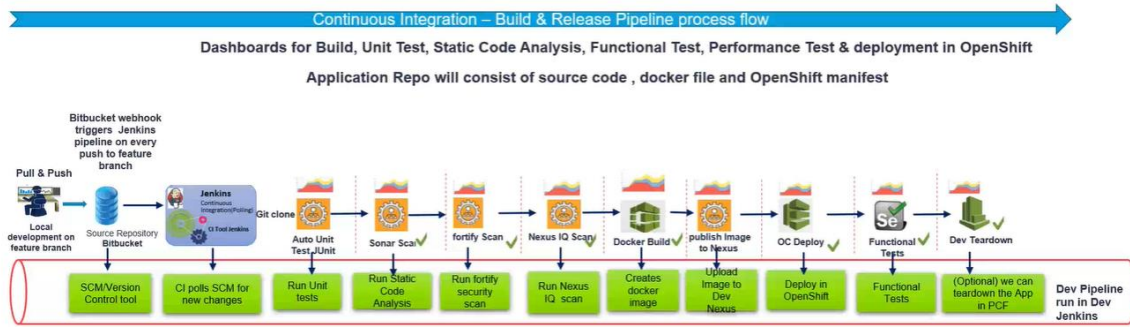 Continuous Integration – Build & Release Pipeline process flow
Dashboards for Build, Unit Test, Static Code Analysis, Functional Test, Performance Test & deployment in OpenShift
Application Repo will consist of source code , docker file and OpenShift manifest
Bitbucket webhook
triggers Jenkins
pipeline on every
push to feature
branch
Pull & Push
Local
development on
feature branch
Source Repository
Bitbucket
Jenkins
Continuous
Integration(Polling)
CI Tool Jenkins
Git clone
Auto Unit
Test JUnit
Sonar Scan
fortify Scan
Nexus IQ Scan
Docker Build
publish Image
to Nexus
OC Deploy
Se
Functional
Tests
Dev Teardown
SCM/Version
Control tool
CI polls SCM for
new changes
Run Unit
tests
Run Static
Code
Analysis
Run fortify
security
scan
Run Nexus
IQ scan
Creates
docker
image
Upload
Image to
Dev
Nexus
Deploy in
OpenShift
Functional
Tests
(Optional) we can
teardown the App
in PCF
Dev Pipeline
run in Dev
Jenkins